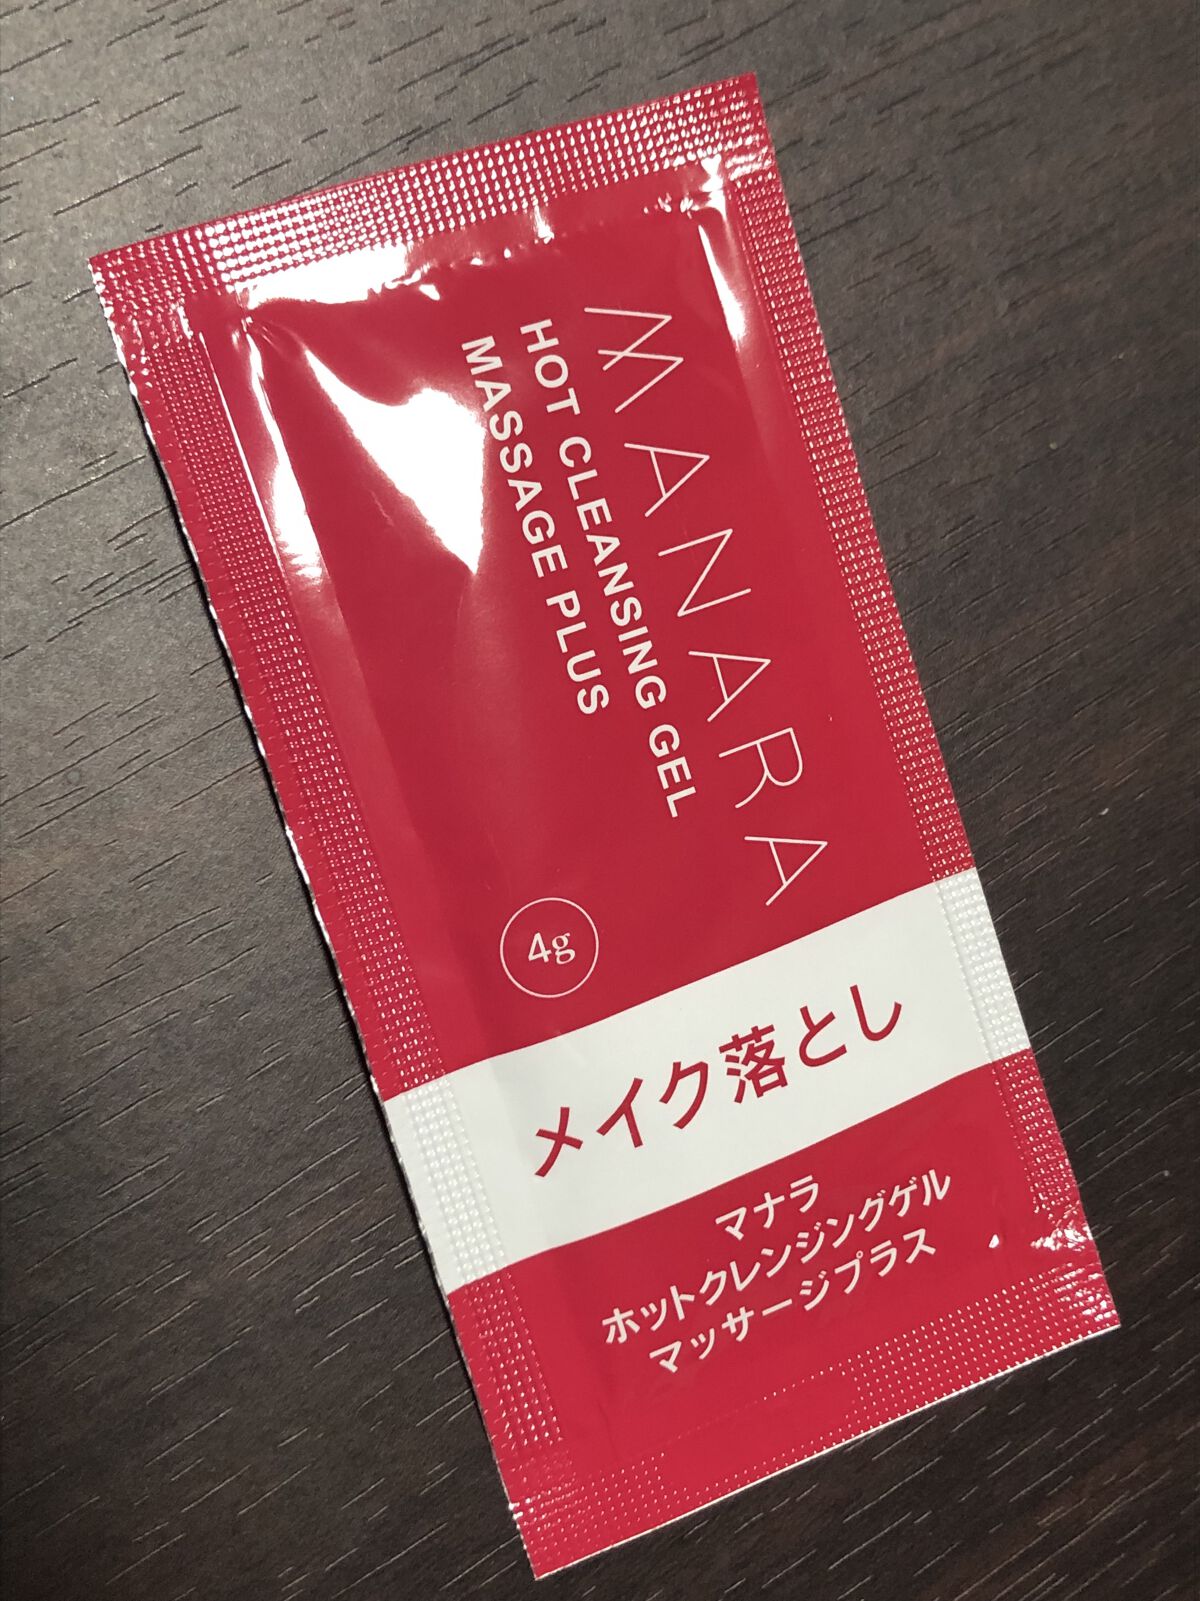 MANARA
HOT CLEANSING GEL
MASSAGE PLUS
4g
メイク落とし
マナラ
ホットクレンジングゲル
マッサージプラス